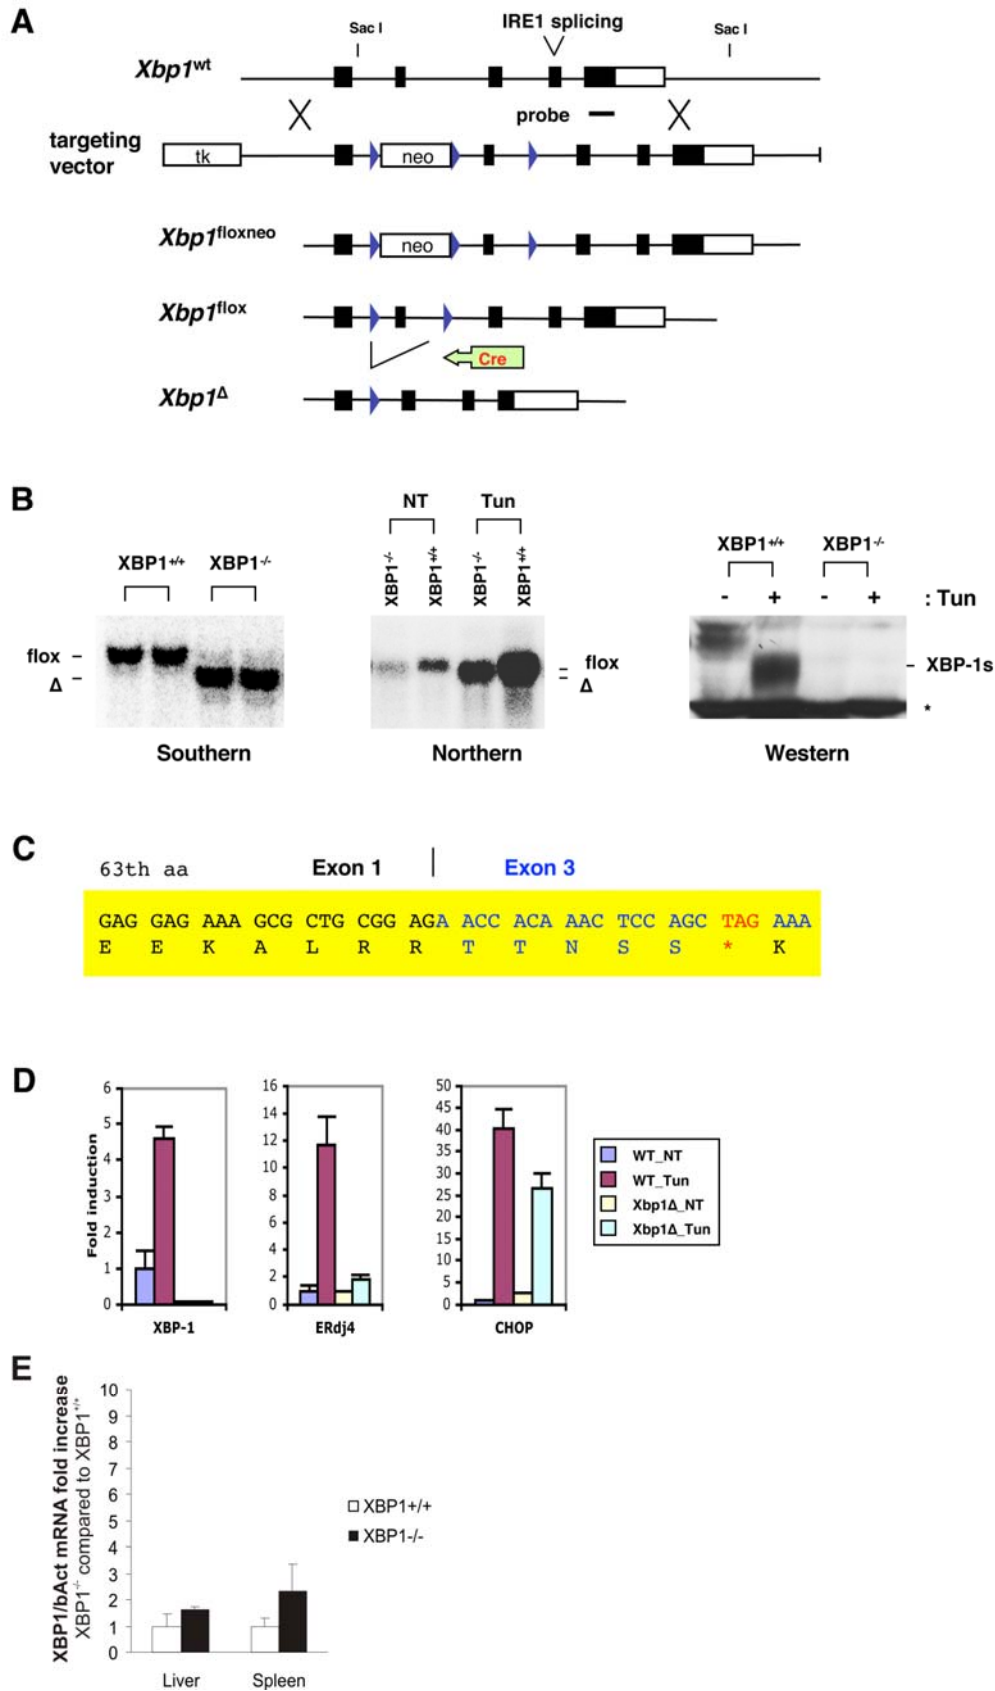 A
Sac I
IRE1 splicing
Sac I
Xbp1wt
probe
targeting
vector
tk
neo
Xbp1floxneo
neo
Xbp1flox
Cre
Xbp1Δ
B
NT
Tun
XBP1+/+
XBP1-/-
XBP1-/-
XBP1+/+
XBP1-/-
XBP1+/+
XBP1+/+
XBP1-/-
- + - + : Tun
flox
Δ
flox
Δ
XBP-1s
*
Southern
Northern
Western
C
63th aa
Exon 1
Exon 3
GAG GAG AAA GCG CTG CGG AGA ACC ACA AAC TCC AGC TAG AAA
E E K A L R R T T N S S * K
D
Fold induction
6
5
4
3
2
1
0
XBP-1
16
14
12
10
8
6
4
2
0
ERdj4
50
45
40
35
30
25
20
15
10
5
0
CHOP
WT_NT
WT_Tun
Xbp1Δ_NT
Xbp1Δ_Tun
E
XBP1/bAct mRNA fold increase
XBP1-/- compared to XBP1+/+
10
9
8
7
6
5
4
3
2
1
0
Liver
Spleen
XBP1+/+
XBP1-/-